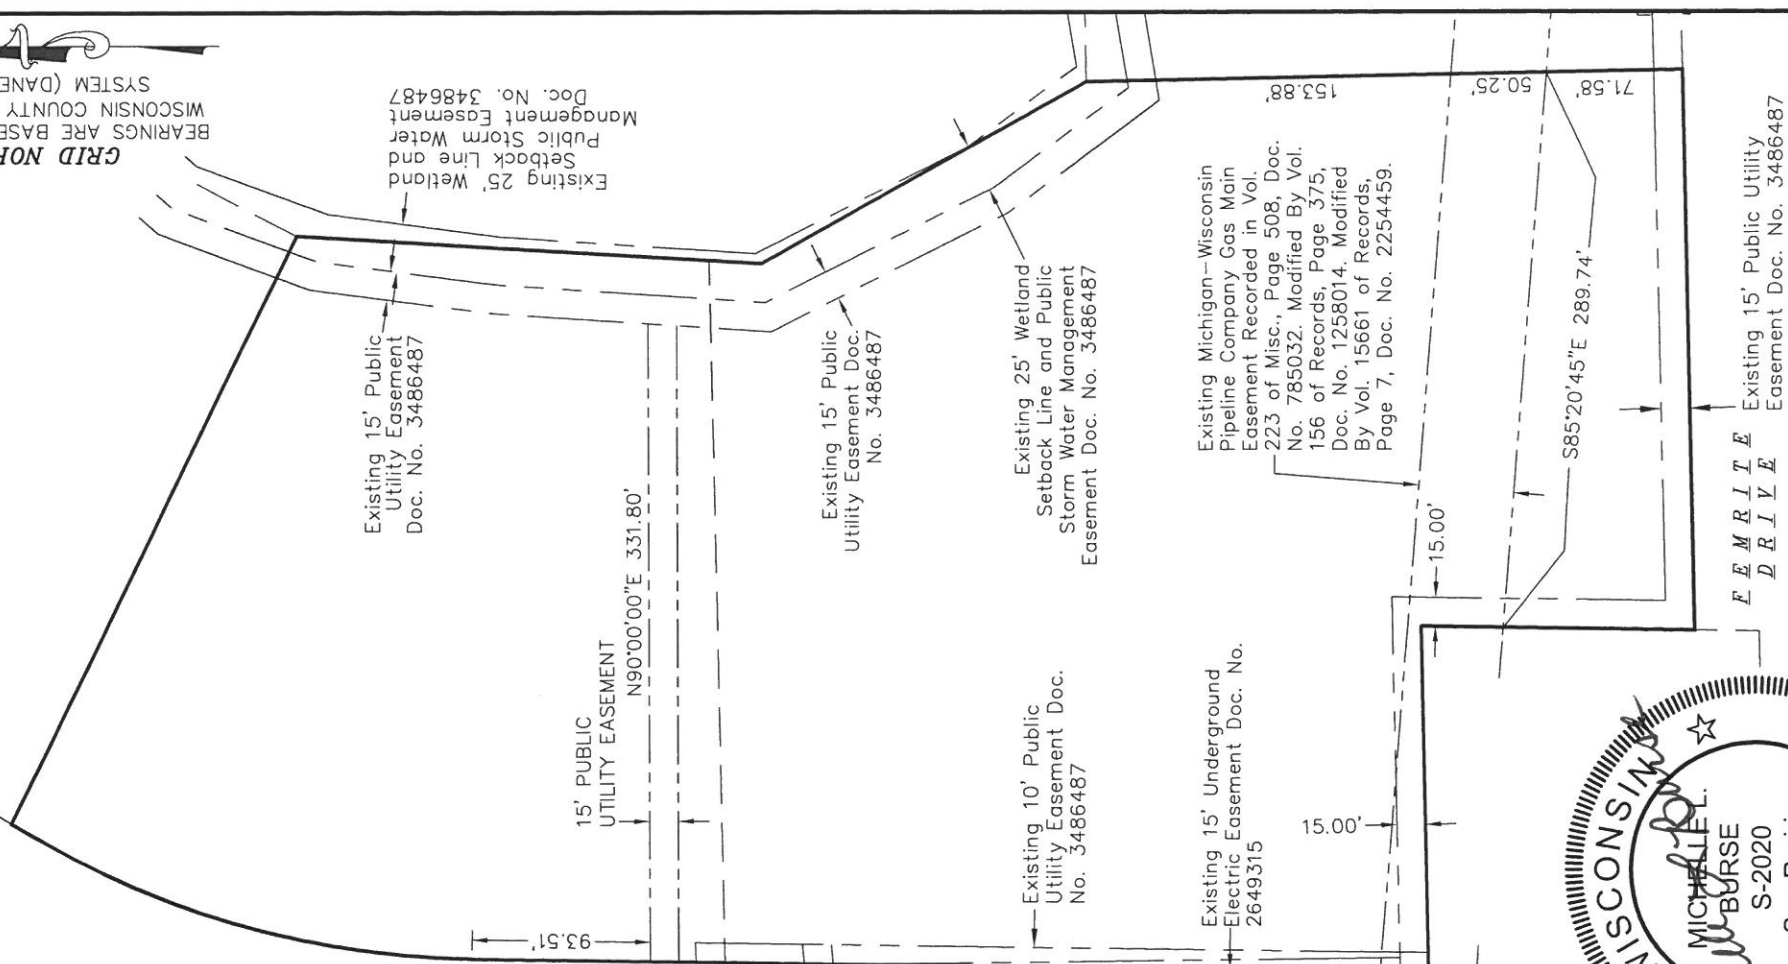 GRID NOR
BEARINGS ARE BASE
WISCONSIN COUNTY
SYSTEM (DANE
Existing 25' Wetland
Setback Line and
Public Storm Water
Management Easement
Doc. No. 3486487
Existing 15' Public
Utility Easement
Doc. No. 3486487
15' PUBLIC
UTILITY EASEMENT
N90°00'00"E 331.80'
93.51'
Existing 15' Public
Utility Easement Doc.
No. 3486487
Existing 25' Wetland
Setback Line and Public
Storm Water Management
Easement Doc. No. 3486487
Existing 10' Public
Utility Easement Doc.
No. 3486487
Existing Michigan-Wisconsin
Pipeline Company Gas Main
Easement Recorded in Vol.
223 of Misc., Page 508, Doc.
No. 785032. Modified By Vol.
156 of Records, Page 375,
Doc. No. 1258014. Modified
By Vol. 15661 of Records,
Page 7, Doc. No. 2254459.
Existing 15' Underground
Electric Easement Doc. No.
2649315
153.88'
50.25'
71.58'
15.00'
15.00'
S85°20'45"E 289.74'
FEMRITE
DRIVE
Existing 15' Public Utility
Easement Doc. No. 3486487
WISCONSIN
MICHELLE L.
BURSE
S-2020